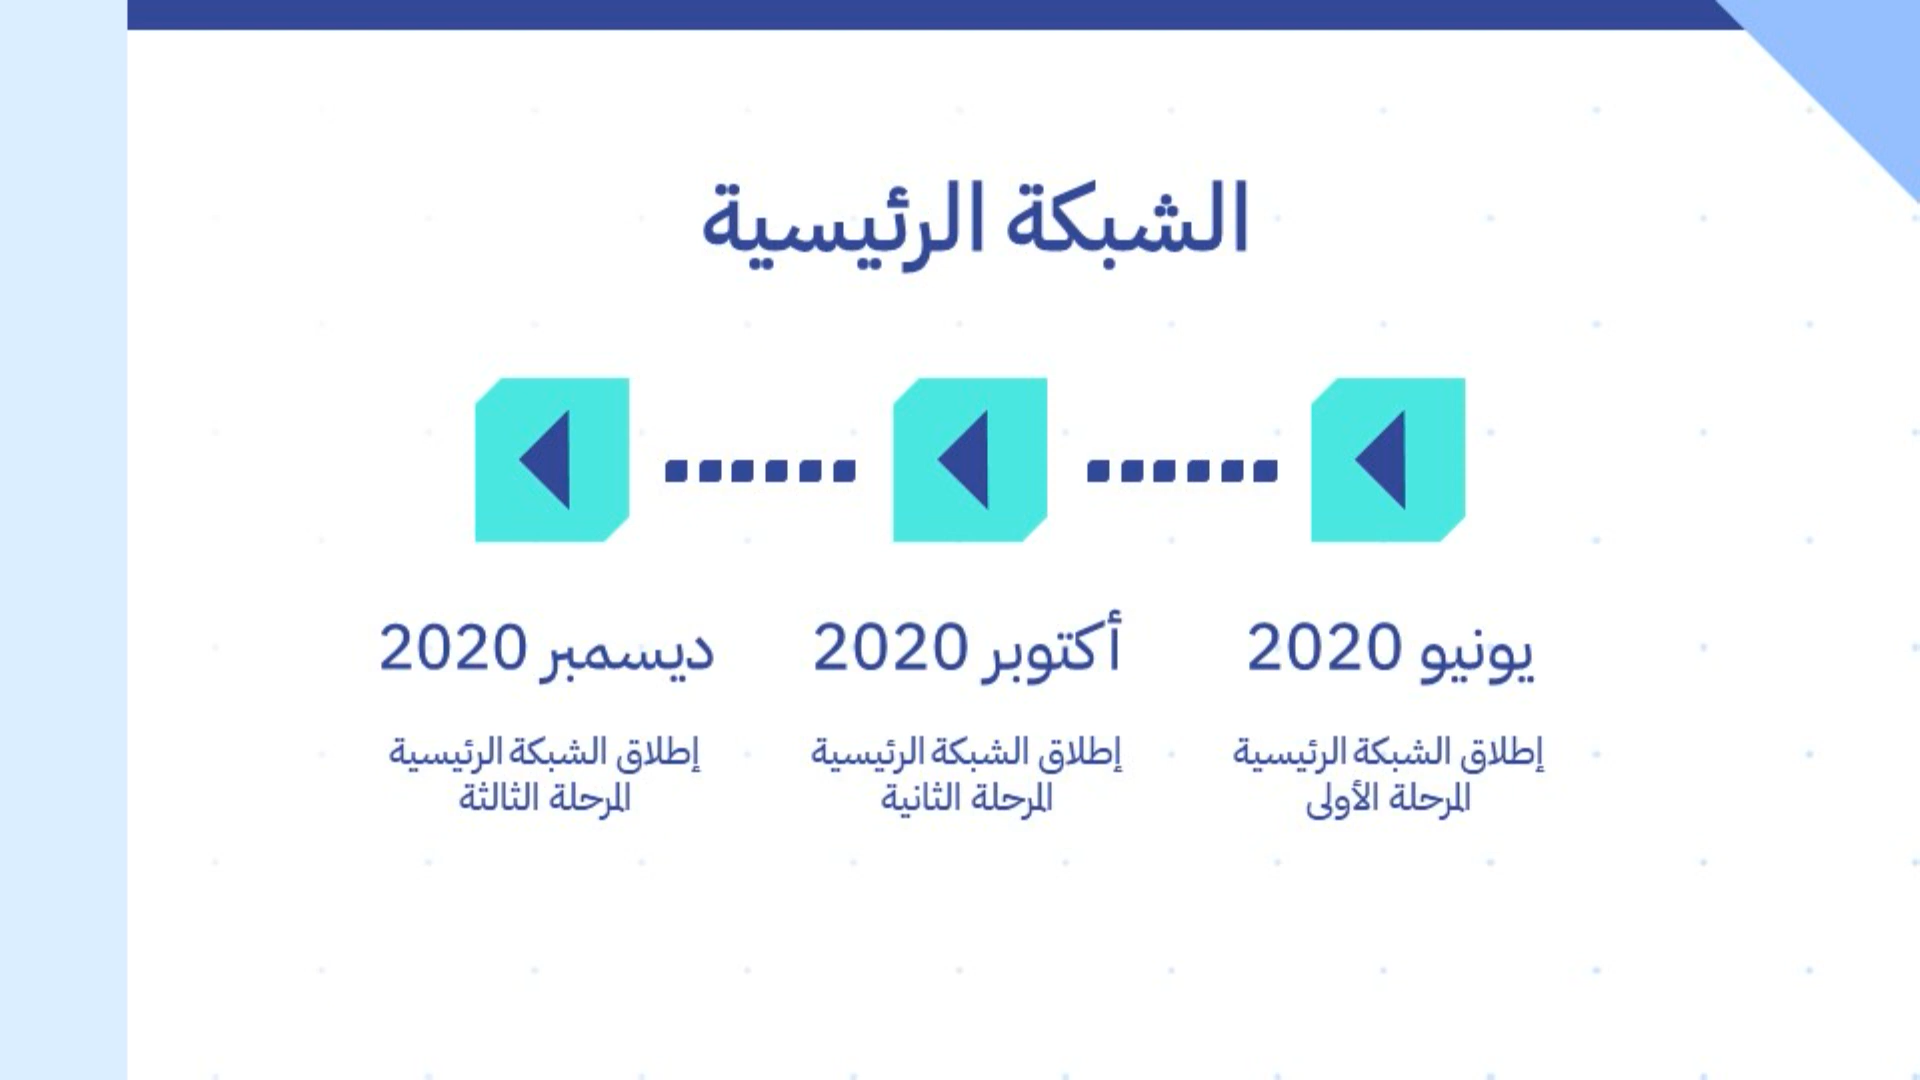 الشبكة الرئيسية
يونيو 2020
إطلاق الشبكة الرئيسية
المرحلة الأولى
أكتوبر 2020
إطلاق الشبكة الرئيسية
المرحلة الثانية
ديسمبر 2020
إطلاق الشبكة الرئيسية
المرحلة الثالثة